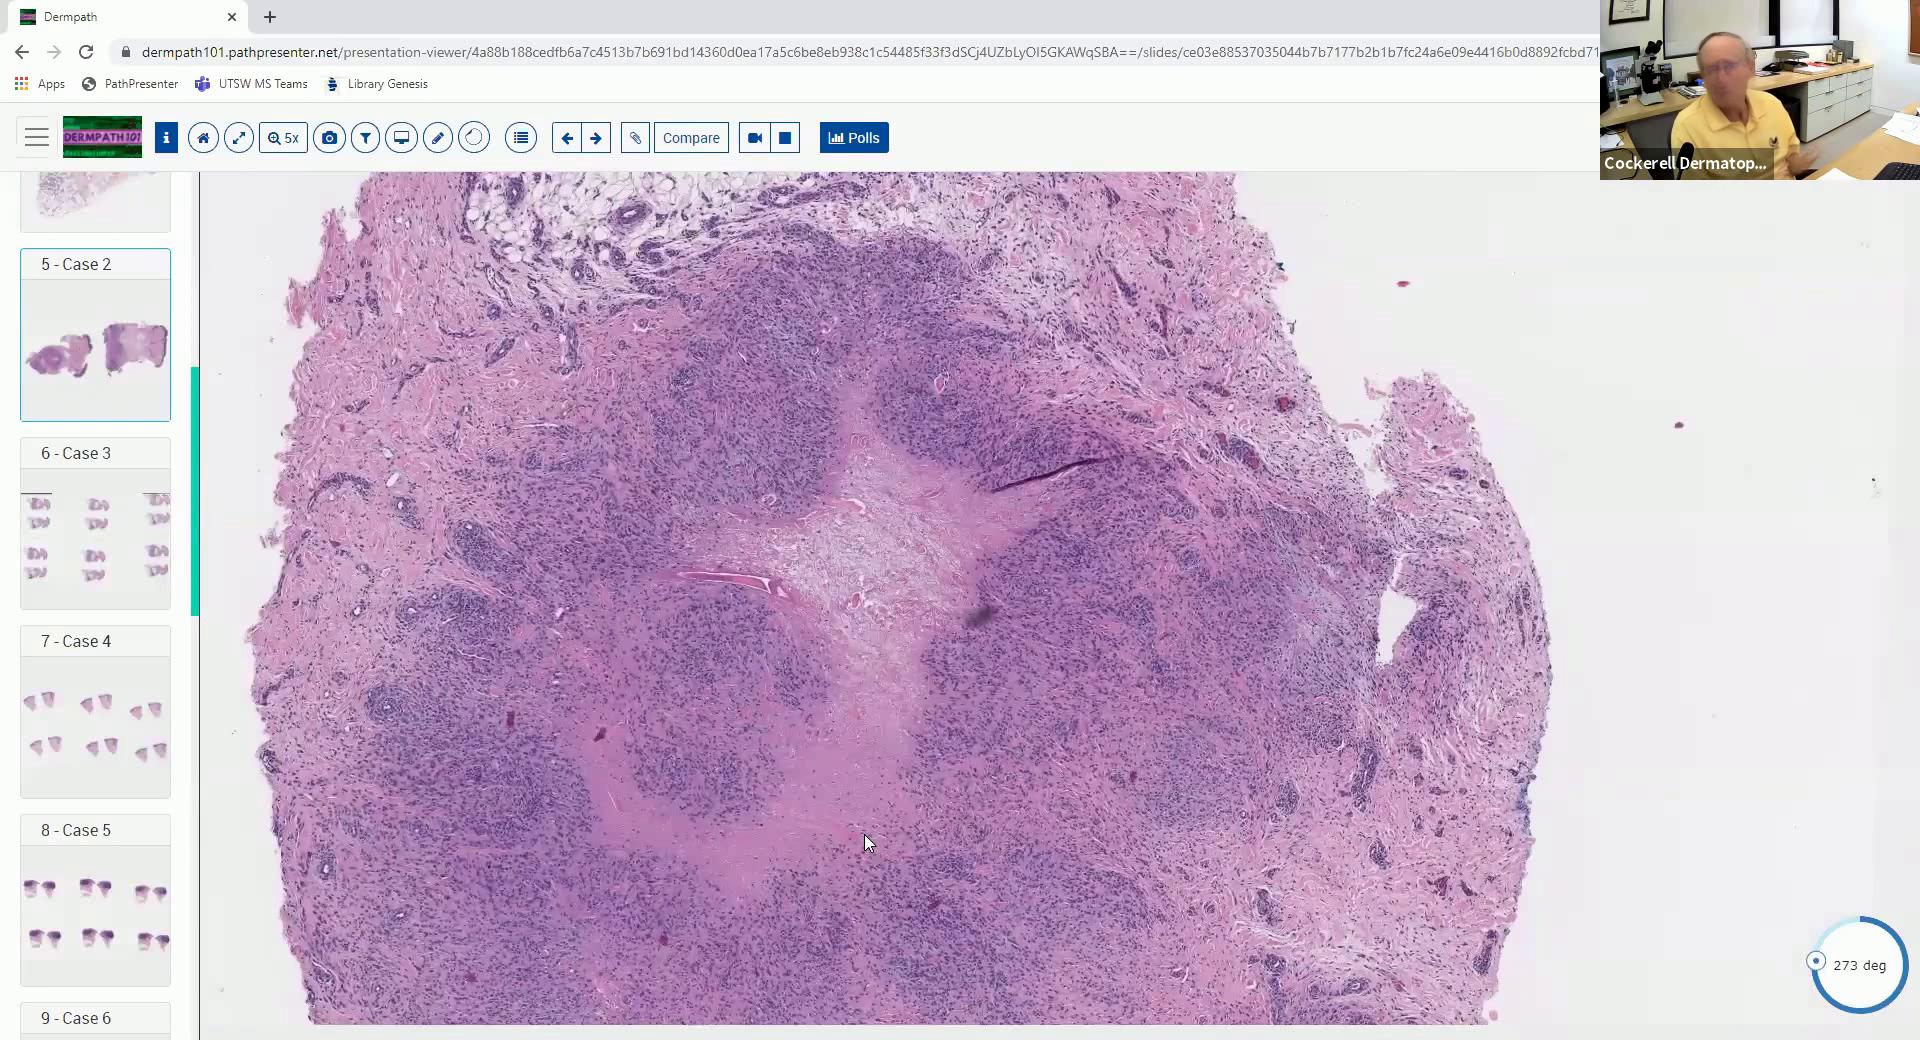 Dermpath
dermpath101.pathpresenter.net/presentation-viewer/4a88b188cedfb6a7c4513b7b691bd14360d0ea17a5c6be8eb938c1c54485f33f3dSCj4UZbLyOI5GKAWqSBA==/slides/ce03e88537035044b7b7177b2b1b7fc24a6e09e4416b0d8892fcbd71
Apps PathPresenter UTSW MS Teams Library Genesis
DERMPATH 101 5x Compare Polls
Cockerell Dermatop...
5 - Case 2
6 - Case 3
7 - Case 4
8 - Case 5
9 - Case 6
273 deg